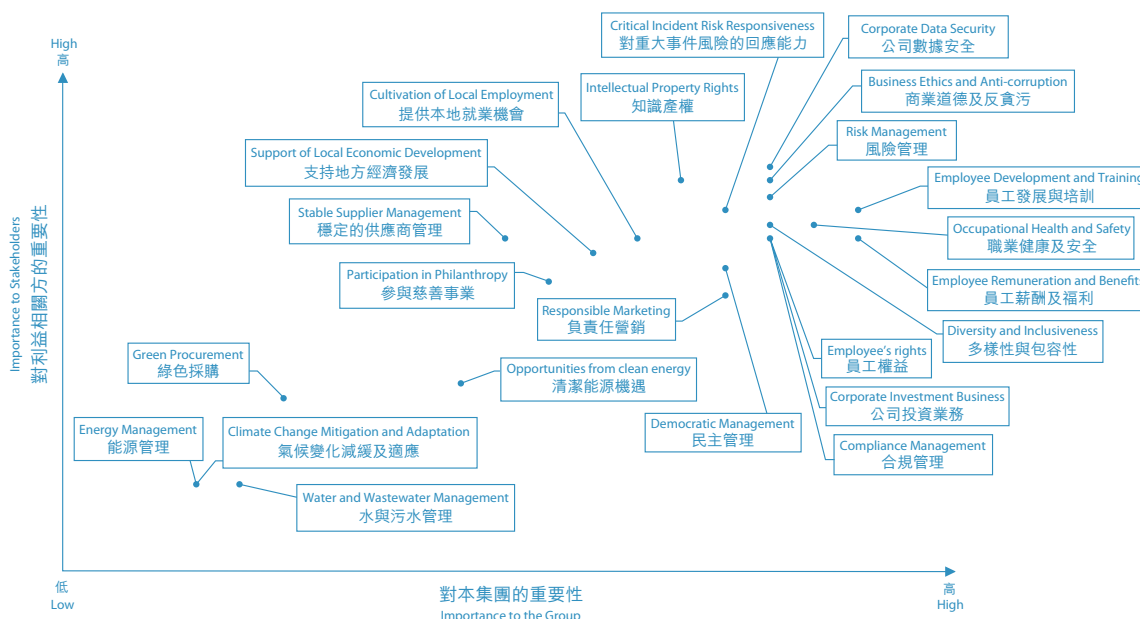 High
高
Importance to Stakeholders
對利益相關方的重要性
Critical Incident Risk Responsiveness
對重大事件風險的回應能力
Corporate Data Security
公司數據安全
Cultivation of Local Employment
提供本地就業機會
Intellectual Property Rights
知識產權
Business Ethics and Anti-corruption
商業道德及反貪污
Risk Management
風險管理
Support of Local Economic Development
支持地方經濟發展
Employee Development and Training
員工發展與培訓
Stable Supplier Management
穩定的供應商管理
Occupational Health and Safety
職業健康及安全
Participation in Philanthropy
參與慈善事業
Employee Remuneration and Benefits
員工薪酬及福利
Responsible Marketing
負責任營銷
Diversity and Inclusiveness
多樣性與包容性
Green Procurement
綠色採購
Opportunities from clean energy
清潔能源機遇
Employee's rights
員工權益
Corporate Investment Business
公司投資業務
Energy Management
能源管理
Climate Change Mitigation and Adaptation
氣候變化減緩及適應
Democratic Management
民主管理
Compliance Management
合規管理
Water and Wastewater Management
水與污水管理
低
Low
對本集團的重要性
Importance to the Group
高
High